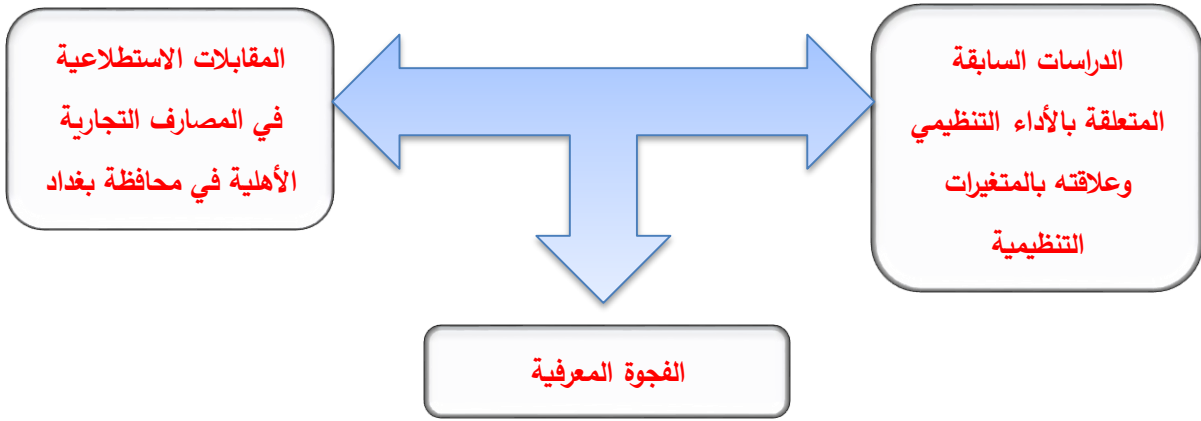 الدراسات السابقة
المتعلقة بالأداء التنظيمي
وعلاقته بالمتغيرات
التنظيمية
المقابلات الاستطلاعية
في المصارف التجارية
الأهلية في محافظة بغداد
الفجوة المعرفية